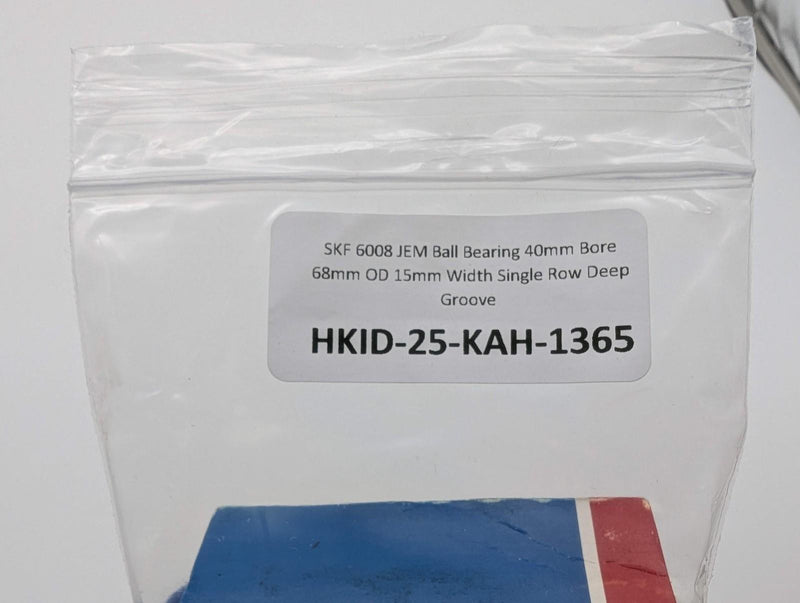 SKF 6008 JEM Ball Bearing 40mm Bore
68mm OD 15mm Width Single Row Deep
Groove
HKID-25-KAH-1365